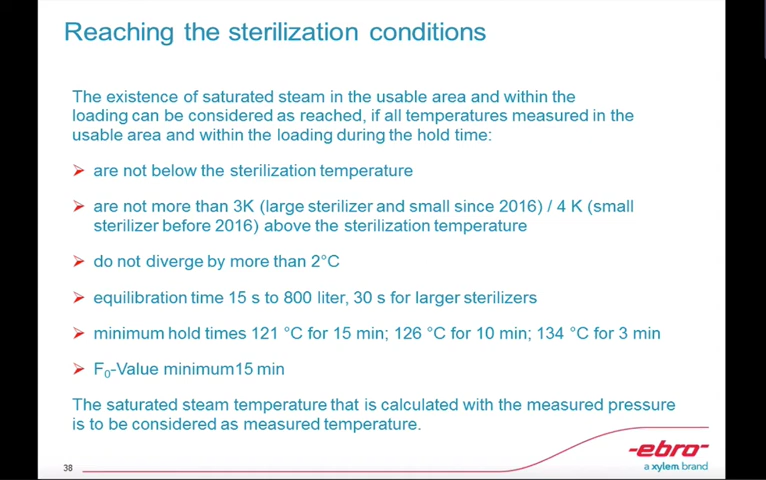 Reaching the sterilization conditions
The existence of saturated steam in the usable area and within the
loading can be considered as reached, if all temperatures measured in the
usable area and within the loading during the hold time:
are not below the sterilization temperature
are not more than 3K (large sterilizer and small since 2016) / 4 K (small
sterilizer before 2016) above the sterilization temperature
do not diverge by more than 2°C
equilibration time 15 s to 800 liter, 30 s for larger sterilizers
minimum hold times 121 °C for 15 min; 126 °C for 10 min; 134 °C for 3 min
F0-Value minimum15 min
The saturated steam temperature that is calculated with the measured pressure
is to be considered as measured temperature.
38
-ebro-
a xylem brand